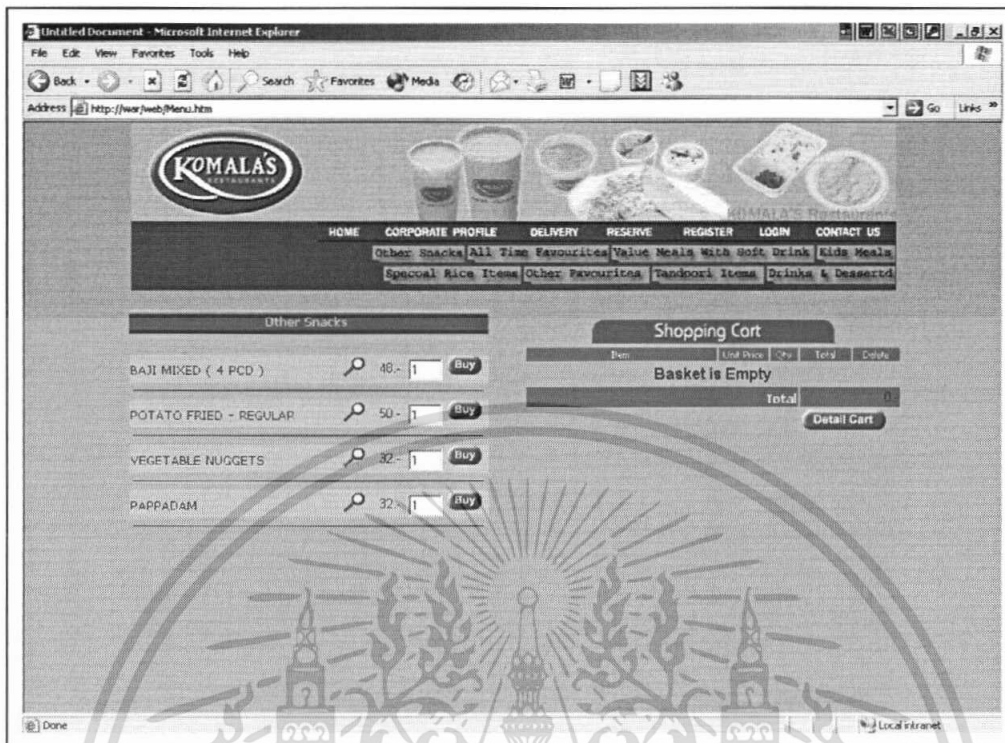 Untitled Document - Microsoft Internet Explorer
File Edit View Favorites Tools Help
Back Search Favorites Media
Address http://war/web/Menu.htm Go Links »
KOMALA'S
RESTAURANTS
KOMALA'S Restaurants
HOME CORPORATE PROFILE DELIVERY RESERVE REGISTER LOGIN CONTACT US
Other Snacks All Time Favourites Value Meals With Soft Drink Kids Meals
Specoal Rice Items Other Favourites Tandoori Items Drinks & Dessertd
Other Snacks
BAJI MIXED ( 4 PCD ) 48.- 1 Buy
POTATO FRIED - REGULAR 50.- 1 Buy
VEGETABLE NUGGETS 32.- 1 Buy
PAPPADAM 32.- 1 Buy
Shopping Cart
Item Unit Price Qty Total Delete
Basket is Empty
Total 0
Detail Cart
Done Local intranet